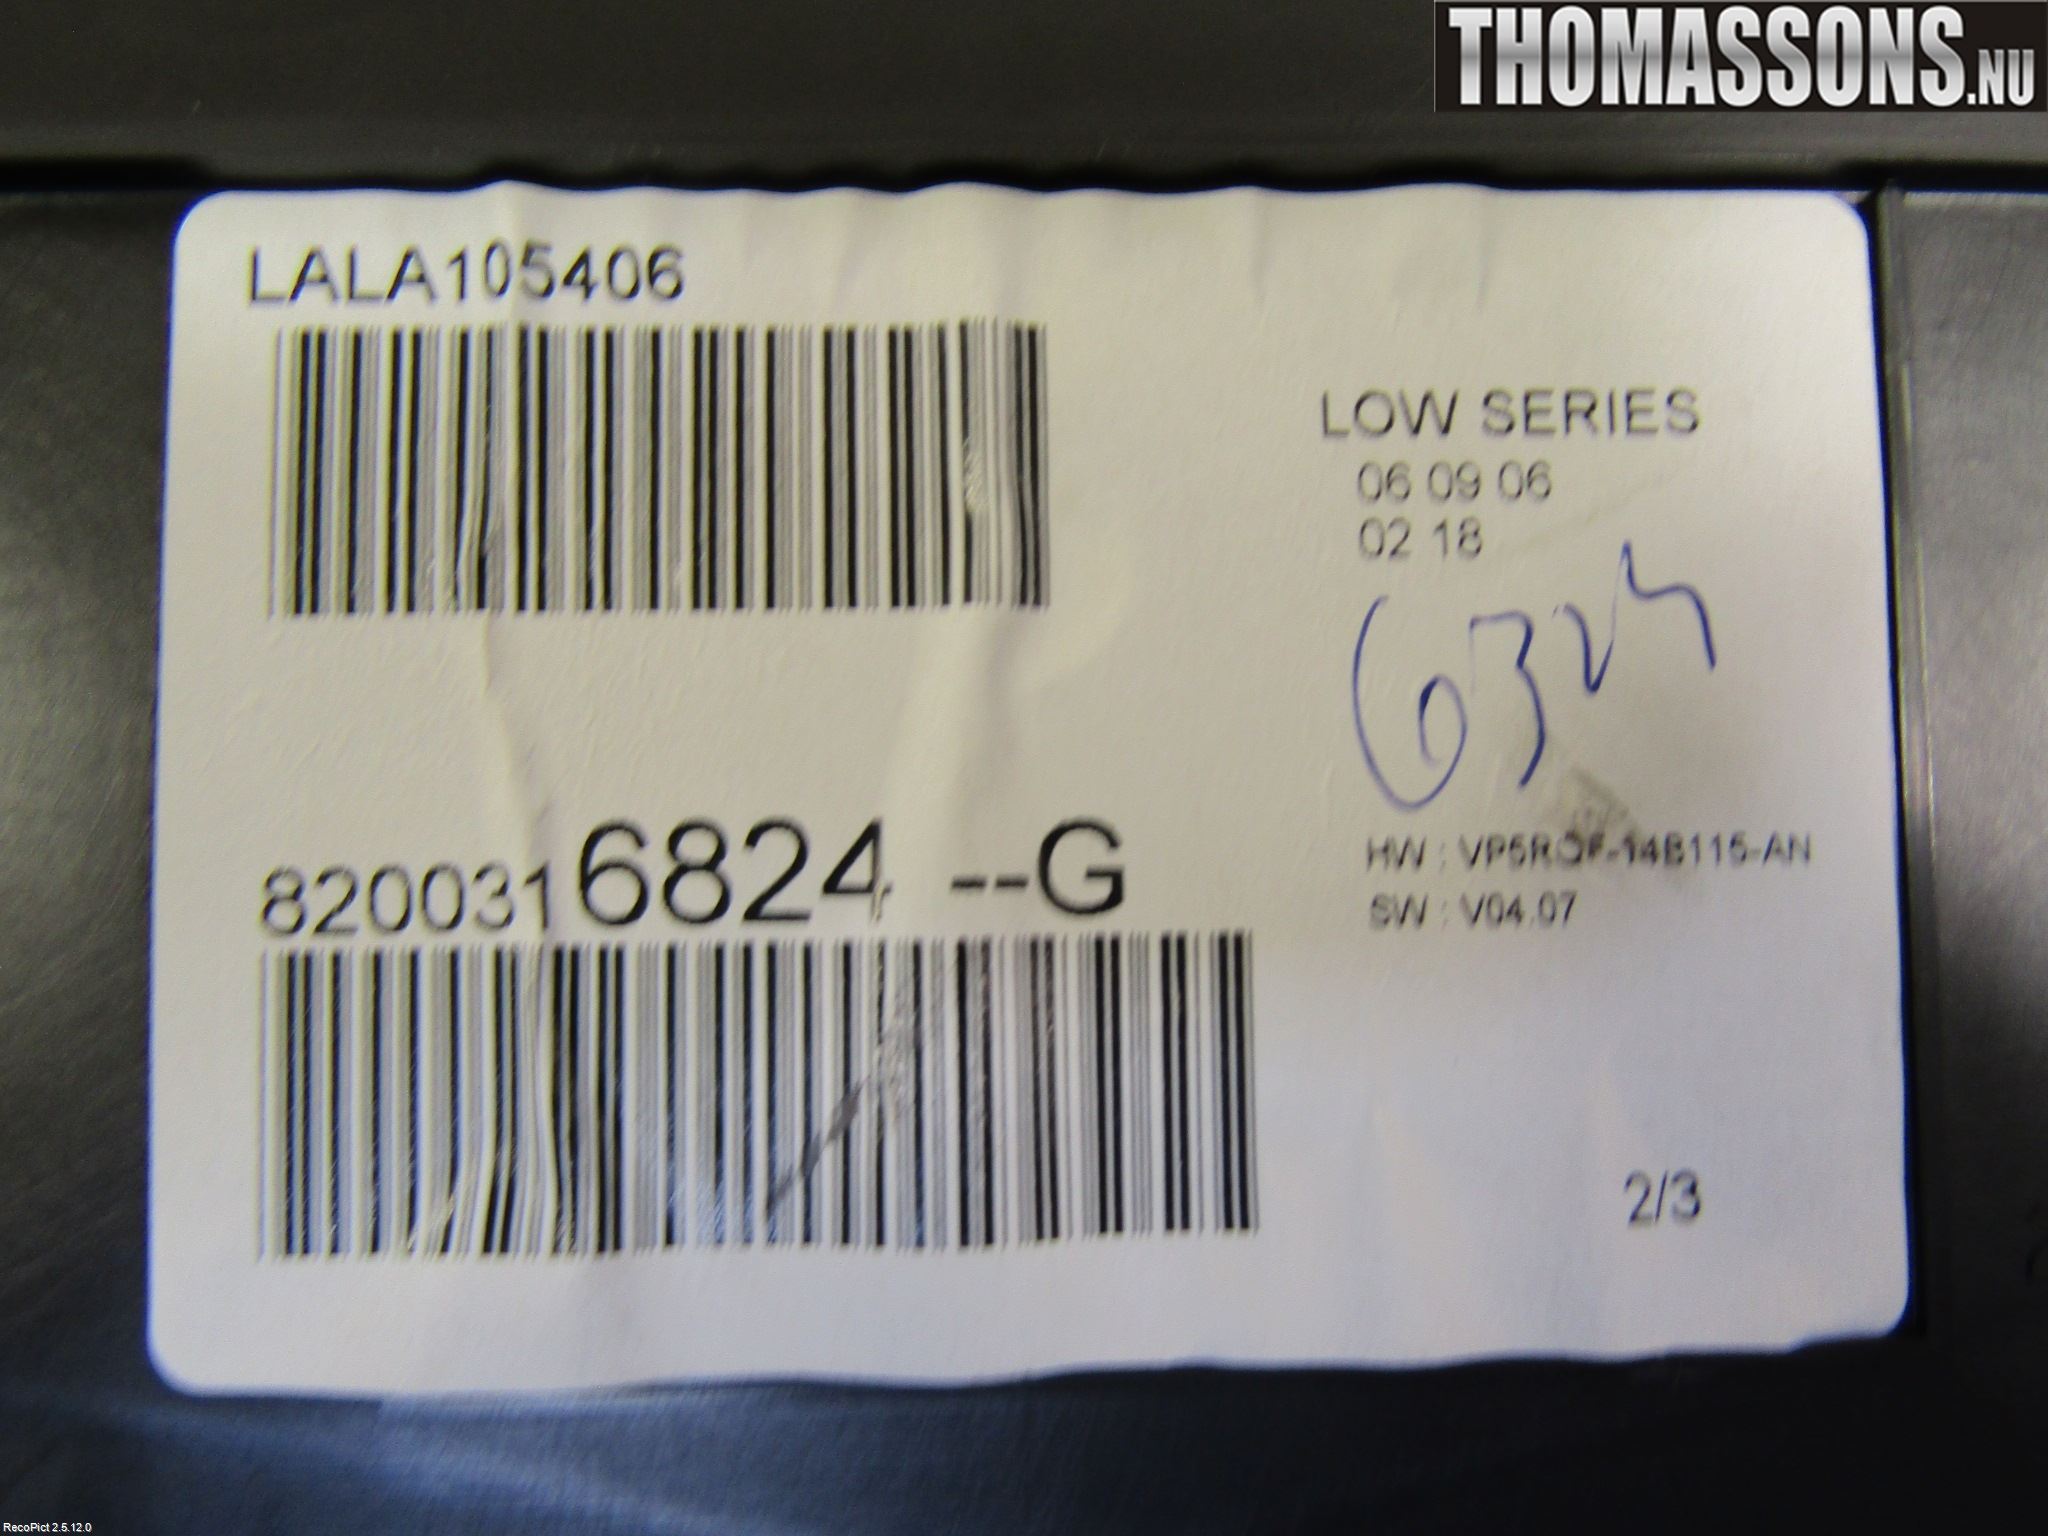 THOMASSONS.NU
LALA105406
LOW SERIES
06 09 06
02 18
8200316824 --G
HW : VP5RQF-14B115-AN
SW : V04.07
2/3
RecoPict 2.5.12.0